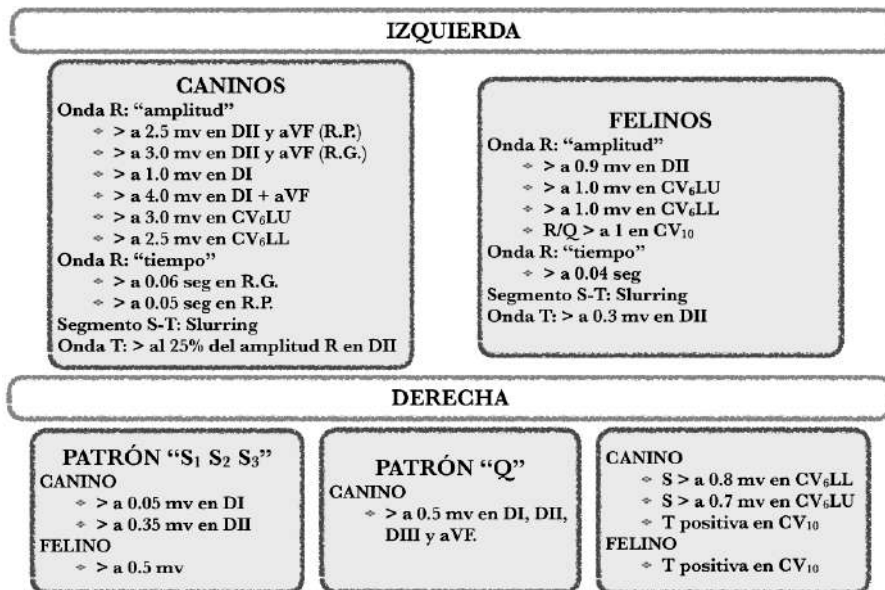 IZQUIERDA
CANINOS
Onda R: “amplitud”
❖ > a 2.5 mv en DII y aVF (R.P.)
❖ > a 3.0 mv en DII y aVF (R.G.)
❖ > a 1.0 mv en DI
❖ > a 4.0 mv en DI + aVF
❖ > a 3.0 mv en CV₆LU
❖ > a 2.5 mv en CV₆LL
Onda R: “tiempo”
❖ > a 0.06 seg en R.G.
❖ > a 0.05 seg en R.P.
Segmento S-T: Slurring
Onda T: > al 25% del amplitud R en DII
FELINOS
Onda R: “amplitud”
❖ > a 0.9 mv en DII
❖ > a 1.0 mv CV₆LU
❖ > a 1.0 mv CV₆LL
❖ R/Q > a 1 en CV₁₀
Onda R: “tiempo”
❖ > a 0.04 seg
Segmento S-T: Slurring
Onda T: > a 0.3 mv en DII
DERECHA
PATRÓN “S₁ S₂ S₃”
CANINO
❖ > a 0.05 mv en DI
❖ > a 0.35 mv en DII
FELINO
❖ > a 0.5 mv
PATRÓN “Q”
CANINO
❖ > a 0.5 mv en DI, DII,
DIII y aVF.
CANINO
❖ S > a 0.8 mv en CV₆LL
❖ S > a 0.7 mv en CV₆LU
❖ T positiva en CV₁₀
FELINO
❖ T positiva en CV₁₀